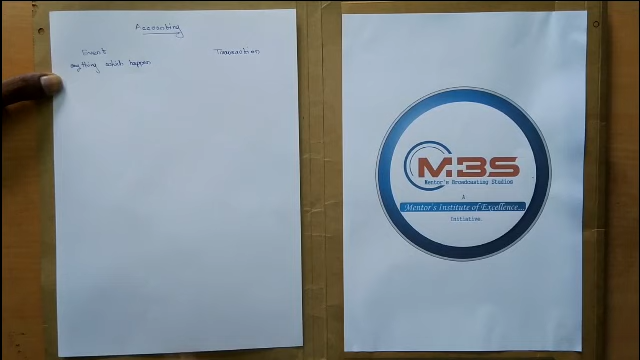 Accounting
Event
Transaction
anything which happen
MBS
Mentor's Broadcasting Studios
A
Mentor's Institute of Excellence...
Initiative.